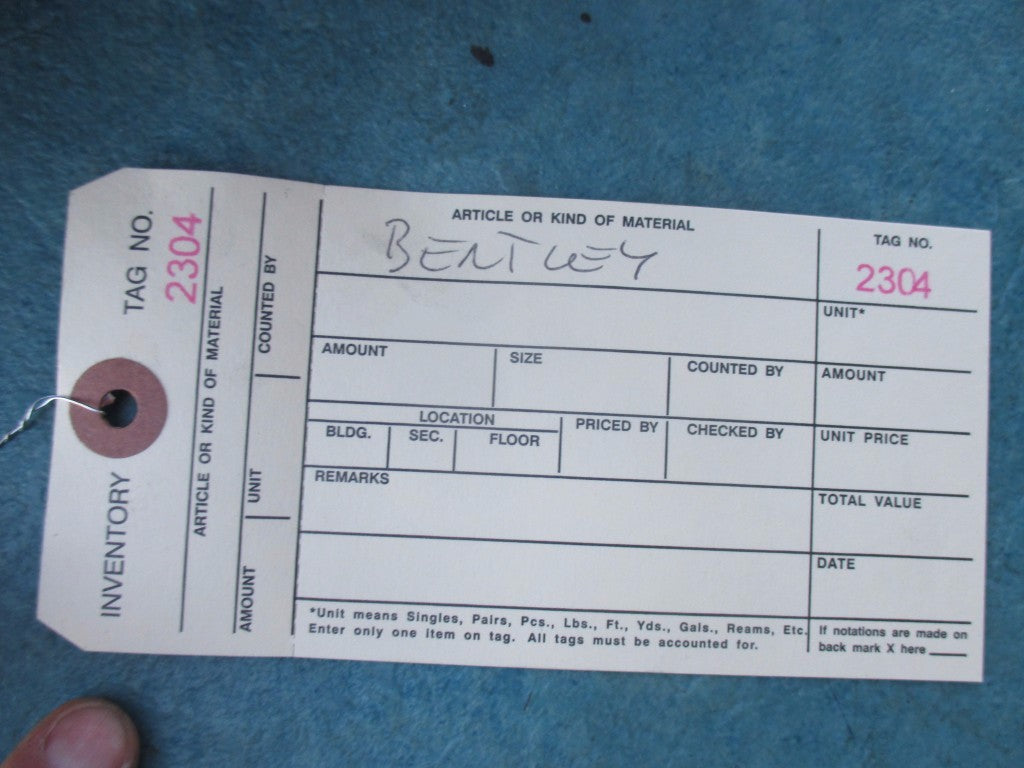 INVENTORY TAG NO.
2304
ARTICLE OR KIND OF MATERIAL
AMOUNT UNIT COUNTED BY
ARTICLE OR KIND OF MATERIAL
BENTLEY
TAG NO.
2304
UNIT*
AMOUNT SIZE COUNTED BY AMOUNT
LOCATION
BLDG. SEC. FLOOR PRICED BY CHECKED BY UNIT PRICE
REMARKS
TOTAL VALUE
DATE
*Unit means Singles, Pairs, Pcs., Lbs., Ft., Yds., Gals., Reams, Etc.
Enter only one item on tag. All tags must be accounted for.
If notations are made on
back mark X here